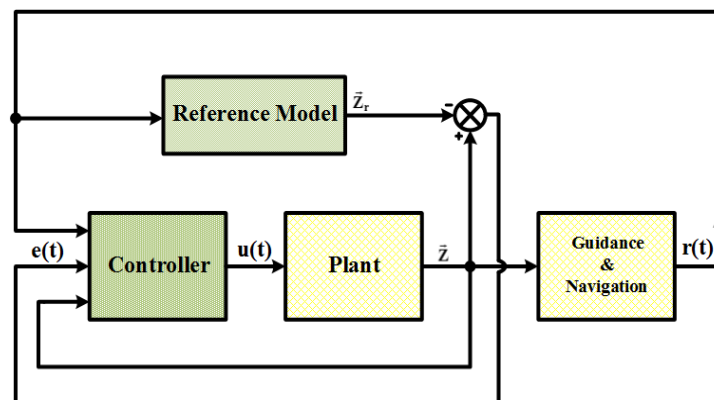 Reference Model
z⃗r
-
+
e(t)
Controller
u(t)
Plant
z⃗
Guidance
&
Navigation
r(t)